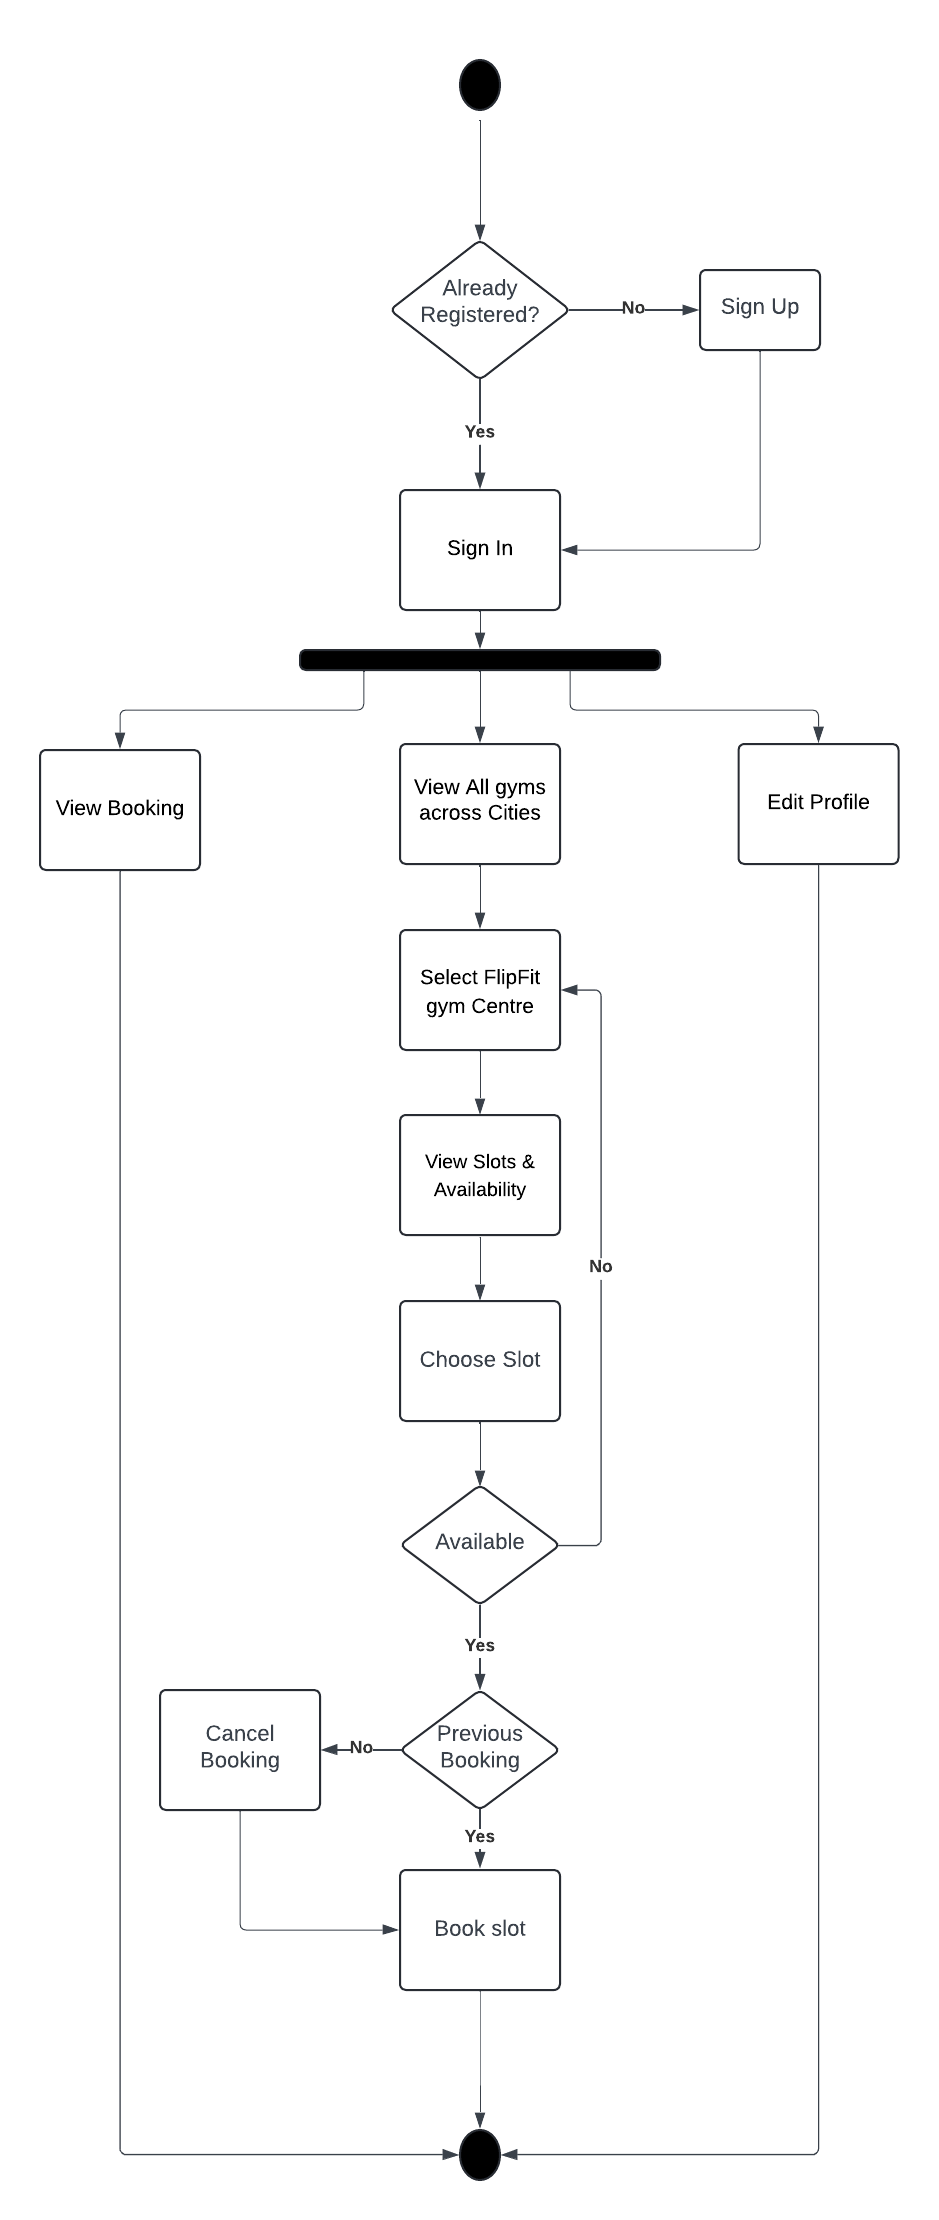 Already
Registered?
No
Sign Up
Yes
Sign In
View Booking
View All gyms
across Cities
Edit Profile
Select FlipFit
gym Centre
View Slots &
Availability
No
Choose Slot
Available
Yes
Cancel
Booking
No
Previous
Booking
Yes
Book slot